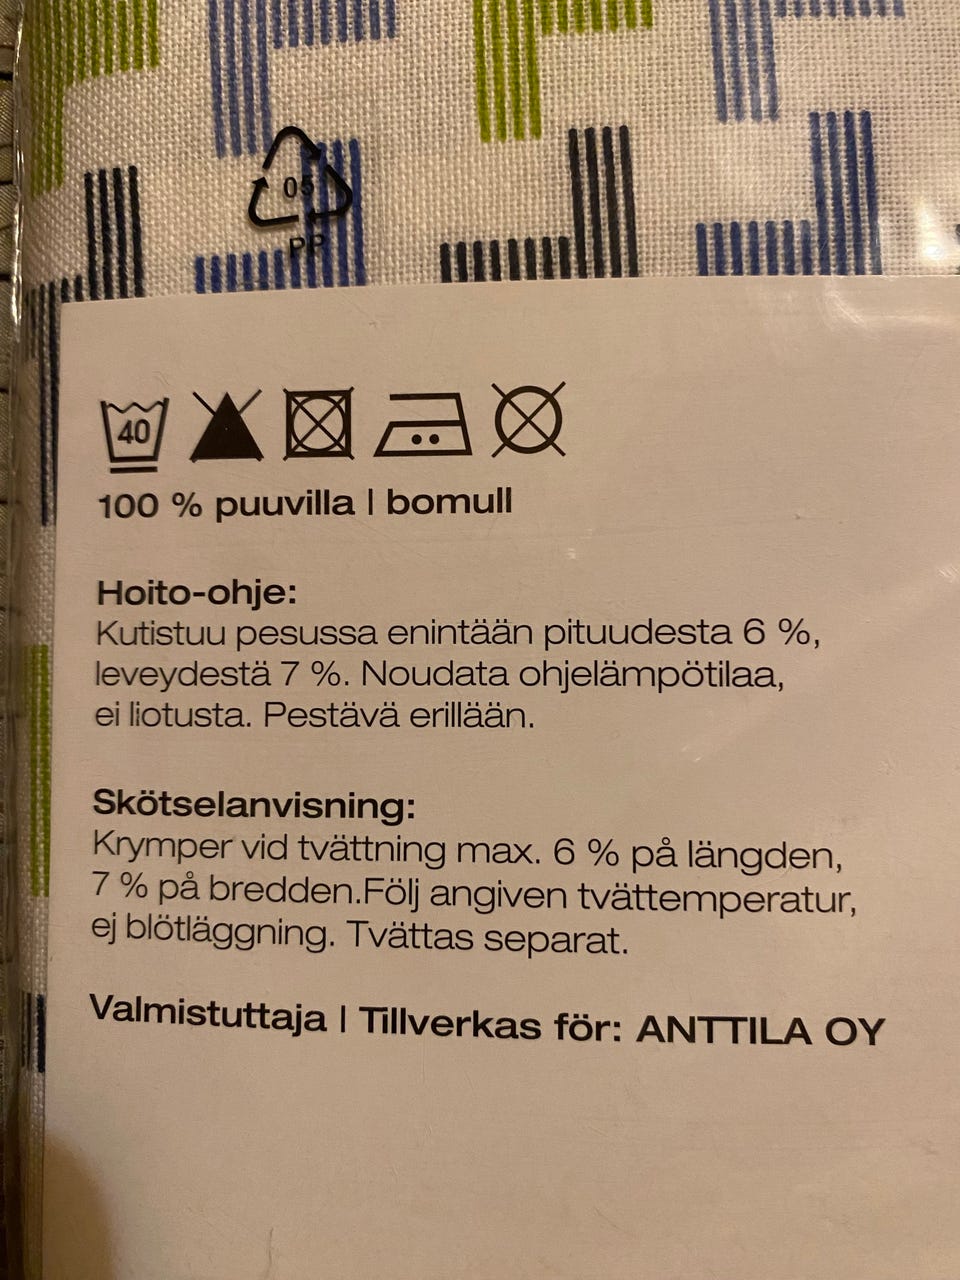 05
PP
40
100 % puuvilla | bomull
Hoito-ohje:
Kutistuu pesussa enintään pituudesta 6 %,
leveydestä 7 %. Noudata ohjelämpötilaa,
ei liotusta. Pestävä erillään.
Skötselanvisning:
Krymper vid tvättning max. 6 % på längden,
7 % på bredden.Följ angiven tvättemperatur,
ej blötläggning. Tvättas separat.
Valmistuttaja | Tillverkas för: ANTTILA OY